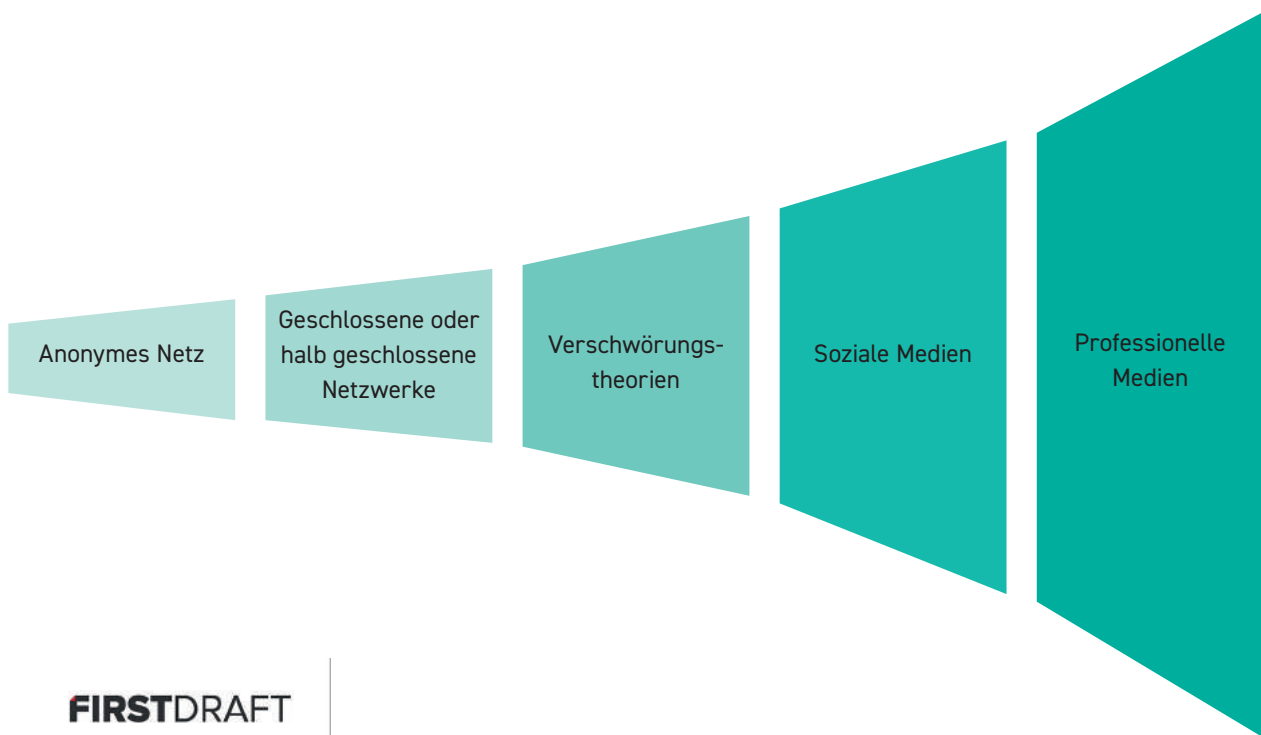 Anonymes Netz
Geschlossene oder
halb geschlossene
Netzwerke
Verschwörungs-
theorien
Soziale Medien
Professionelle
Medien
FIRSTDRAFT